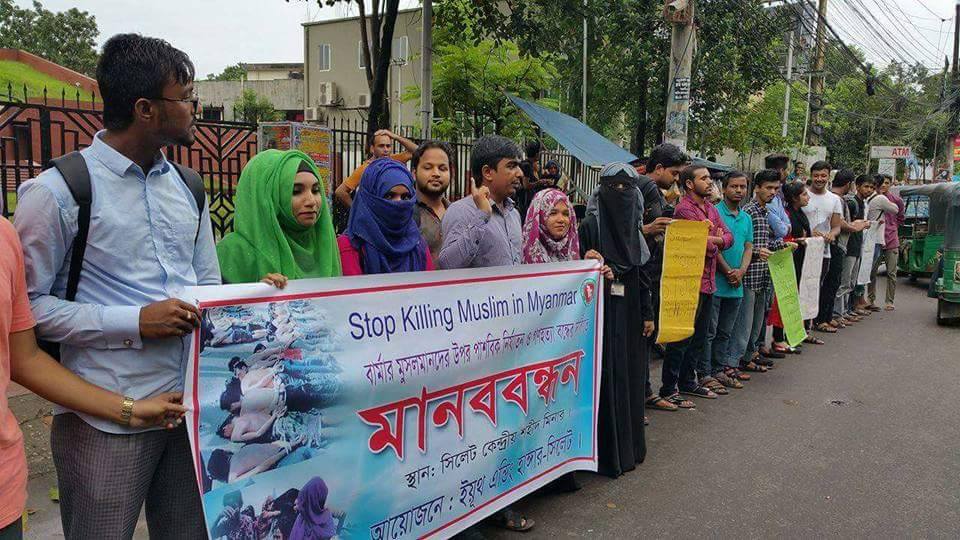 Stop Killing Muslim in Myanmar
বার্মার মুসলমানদের উপর পাশবিক নির্যাতন ও গণহত্যা বন্ধের দাবীতে
মানববন্ধন
স্থান: সিলেট কেন্দ্রীয় শহীদ মিনার ।
আয়োজনে : ইয়ূথ এন্ডিং হাঙ্গার-সিলেট ।
ATM